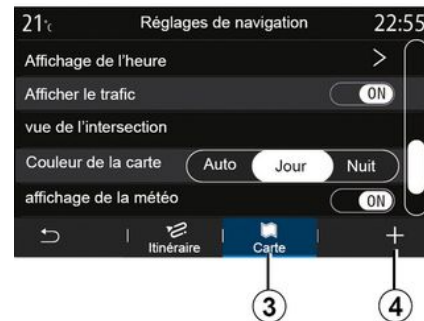 21°c Réglages de navigation 22:55
Affichage de l'heure >
Afficher le trafic ON
vue de l'intersection
Couleur de la carte Auto Jour Nuit
affichage de la météo ON
Itinéraire Carte +
3 4